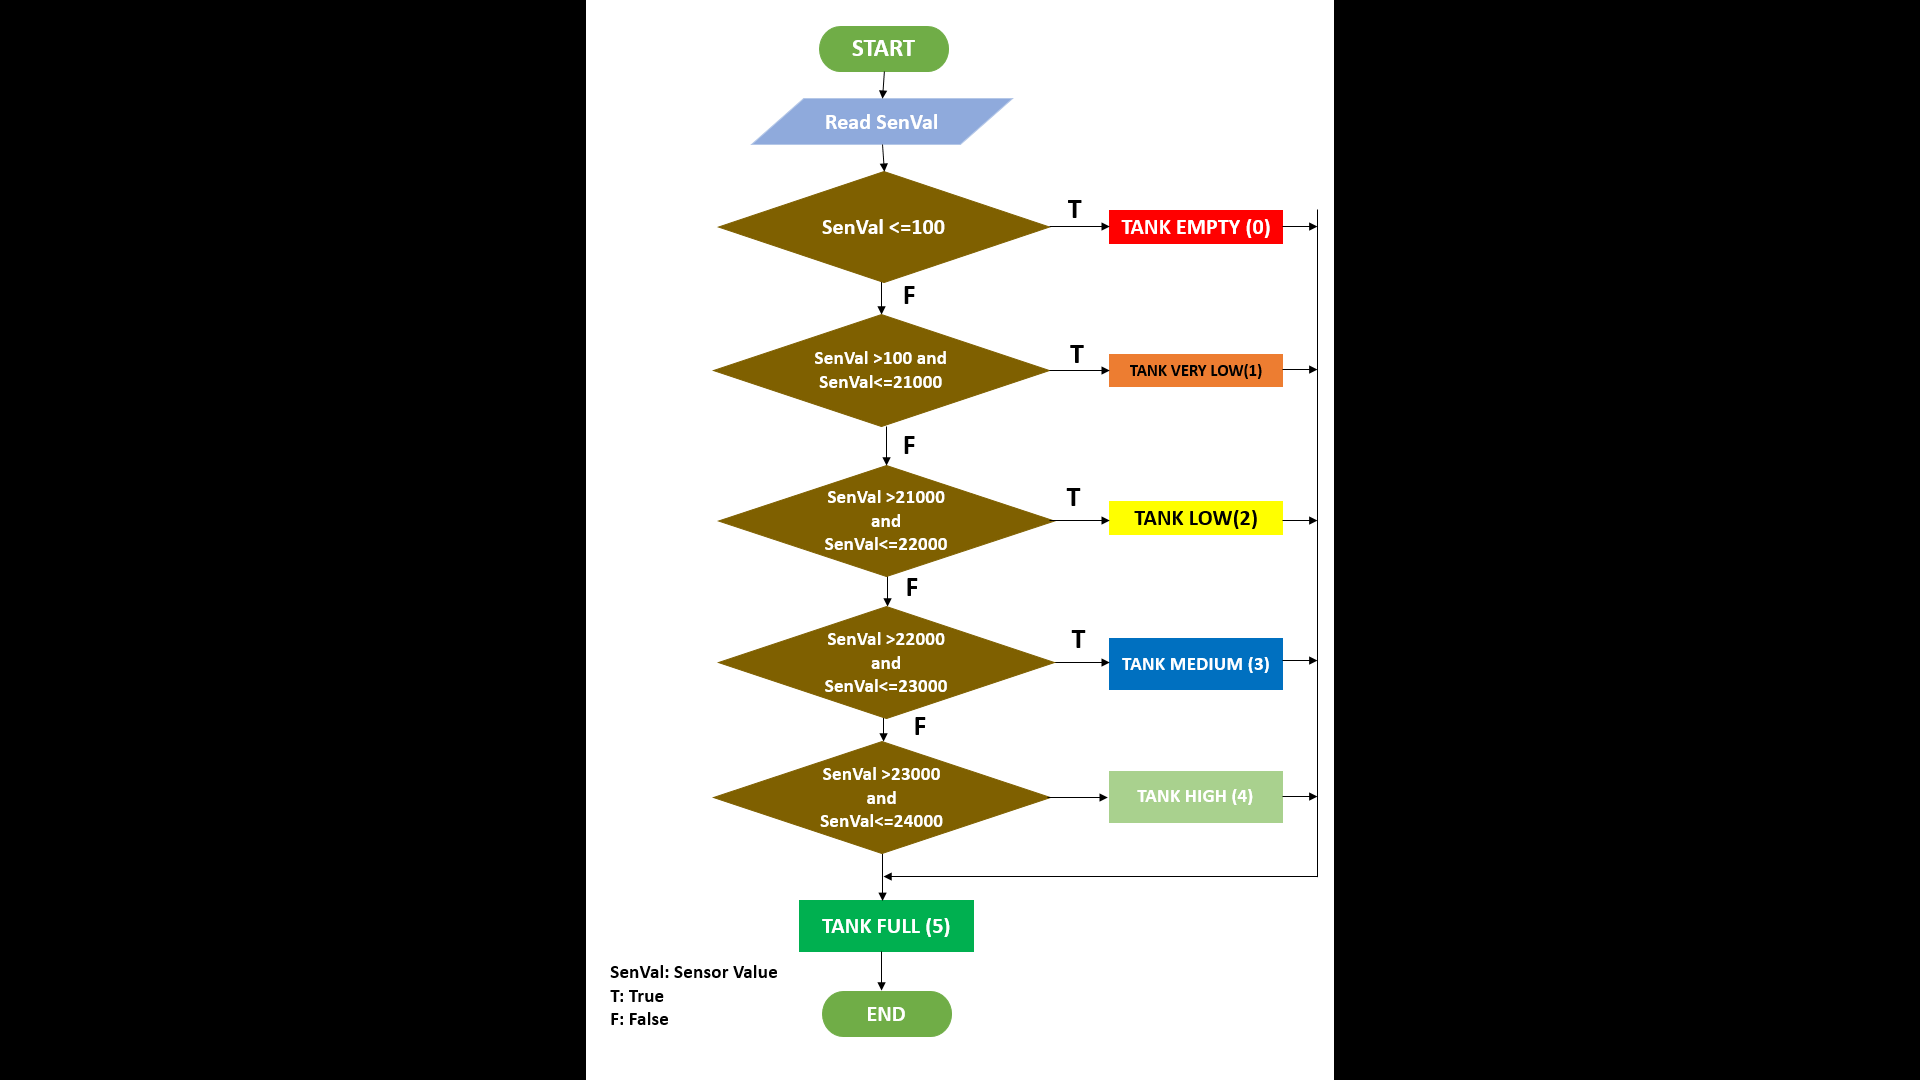 START
Read SenVal
SenVal <=100
T
TANK EMPTY (0)
F
SenVal >100 and
SenVal<=21000
T
TANK VERY LOW(1)
F
SenVal >21000
and
SenVal<=22000
T
TANK LOW(2)
F
SenVal >22000
and
SenVal<=23000
T
TANK MEDIUM (3)
F
SenVal >23000
and
SenVal<=24000
TANK HIGH (4)
TANK FULL (5)
SenVal: Sensor Value
T: True
F: False
END